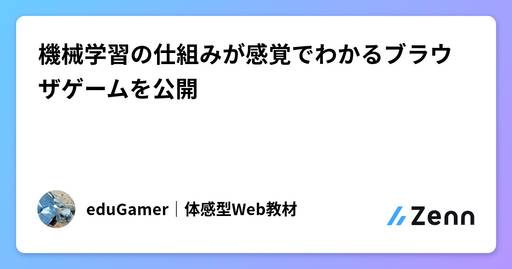 機械学習の仕組みが感覚でわかるブラウ
ザゲームを公開
eduGamer｜体感型Web教材
Zenn